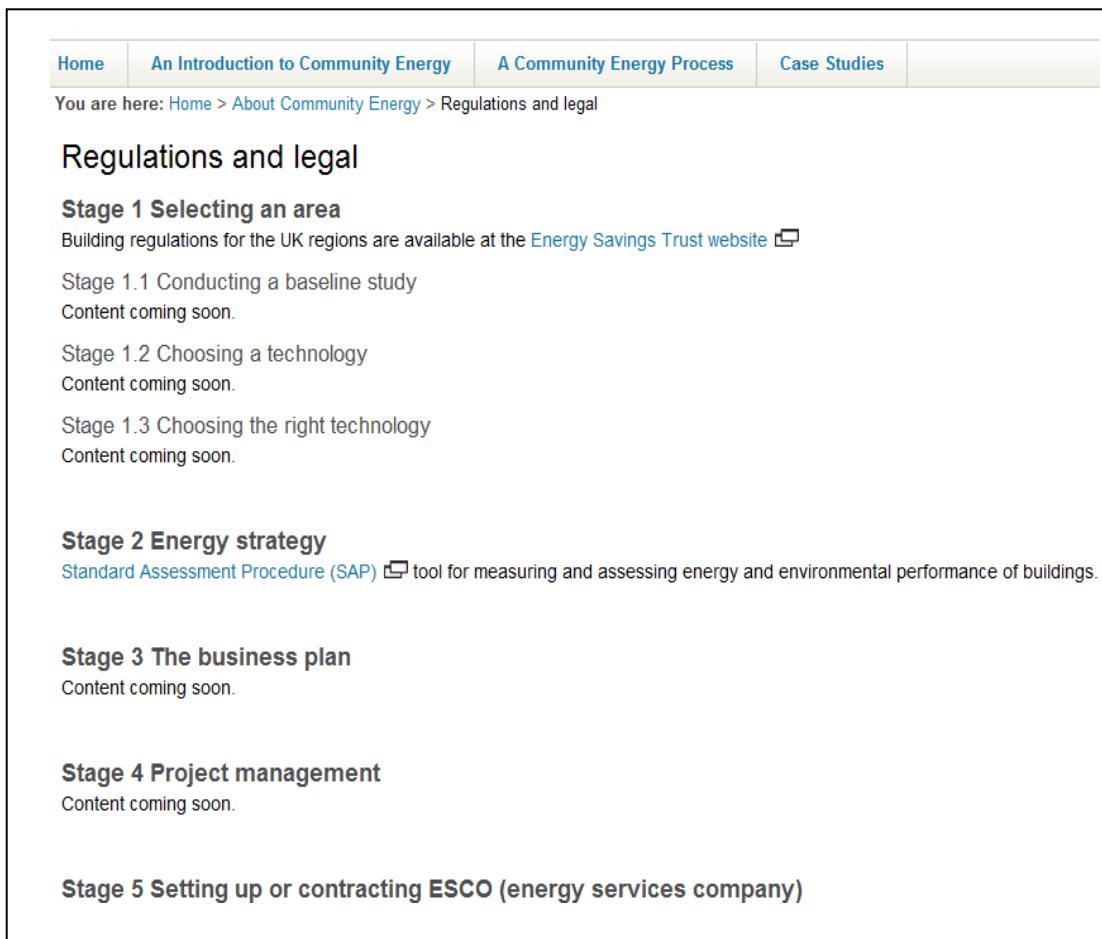 Home An Introduction to Community Energy A Community Energy Process Case Studies
You are here: Home > About Community Energy > Regulations and legal
Regulations and legal
Stage 1 Selecting an area
Building regulations for the UK regions are available at the Energy Savings Trust website
Stage 1.1 Conducting a baseline study
Content coming soon.
Stage 1.2 Choosing a technology
Content coming soon.
Stage 1.3 Choosing the right technology
Content coming soon.
Stage 2 Energy strategy
Standard Assessment Procedure (SAP) tool for measuring and assessing energy and environmental performance of buildings.
Stage 3 The business plan
Content coming soon.
Stage 4 Project management
Content coming soon.
Stage 5 Setting up or contracting ESCO (energy services company)